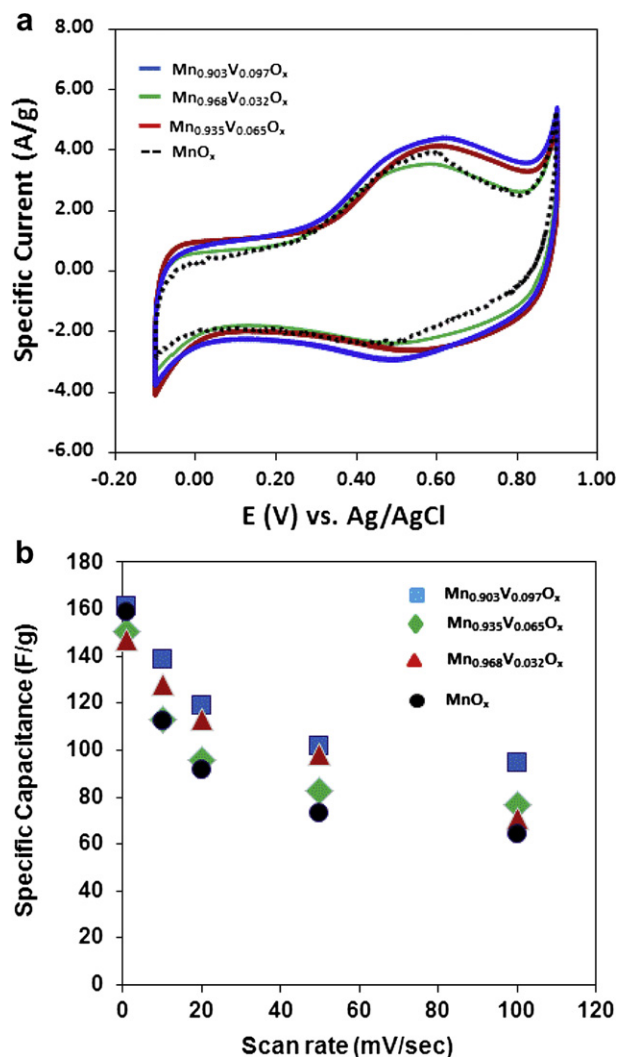 a
8.00
Mn₀.₉₀₃V₀.₀₉₇Oₓ
6.00
Mn₀.₉₆₈V₀.₀₃₂Oₓ
Mn₀.₉₃₅V₀.₀₆₅Oₓ
4.00
MnOₓ
2.00
0.00
-2.00
-4.00
-6.00
Specific Current (A/g)
-0.20 0.00 0.20 0.40 0.60 0.80 1.00
E (V) vs. Ag/AgCl
b
180
160
140
120
100
80
60
40
20
0
Specific Capacitance (F/g)
Mn₀.₉₀₃V₀.₀₉₇Oₓ
Mn₀.₉₃₅V₀.₀₆₅Oₓ
Mn₀.₉₆₈V₀.₀₃₂Oₓ
MnOₓ
0 20 40 60 80 100 120
Scan rate (mV/sec)